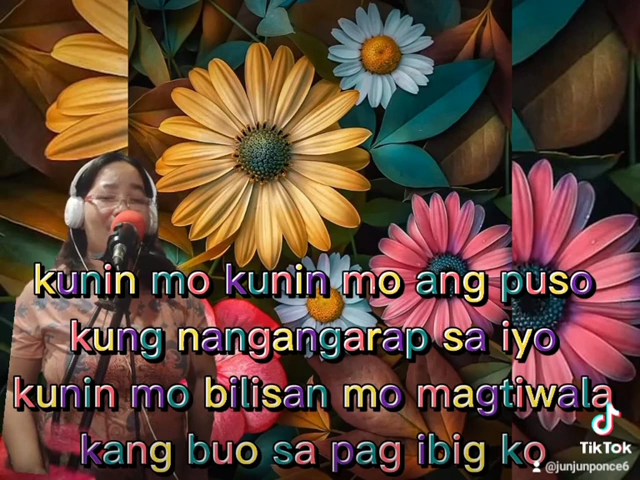 kunin mo kunin mo ang puso
kung nangangarap sa iyo
kunin mo bilisan mo magtiwala
kang buo sa pag ibig ko
TikTok
@junjunponce6